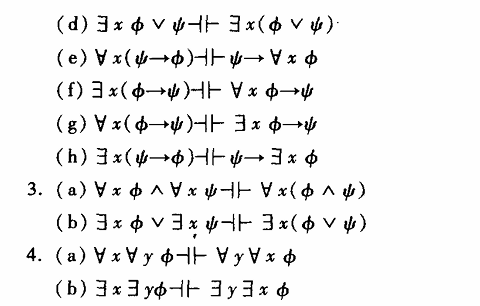 (d) ∃x ϕ ∨ ψ⊣⊢ ∃x(ϕ ∨ ψ)
(e) ∀x(ψ→ϕ)⊣⊢ψ→ ∀x ϕ
(f) ∃x(ϕ→ψ)⊣⊢ ∀x ϕ→ψ
(g) ∀x(ϕ→ψ)⊣⊢ ∃x ϕ→ψ
(h) ∃x(ψ→ϕ)⊣⊢ψ→ ∃x ϕ
3. (a) ∀x ϕ ∧ ∀x ψ⊣⊢ ∀x(ϕ ∧ ψ)
(b) ∃x ϕ ∨ ∃x ψ⊣⊢ ∃x(ϕ ∨ ψ)
4. (a) ∀x∀y ϕ⊣⊢ ∀y∀x ϕ
(b) ∃x∃yϕ⊣⊢ ∃y∃x ϕ